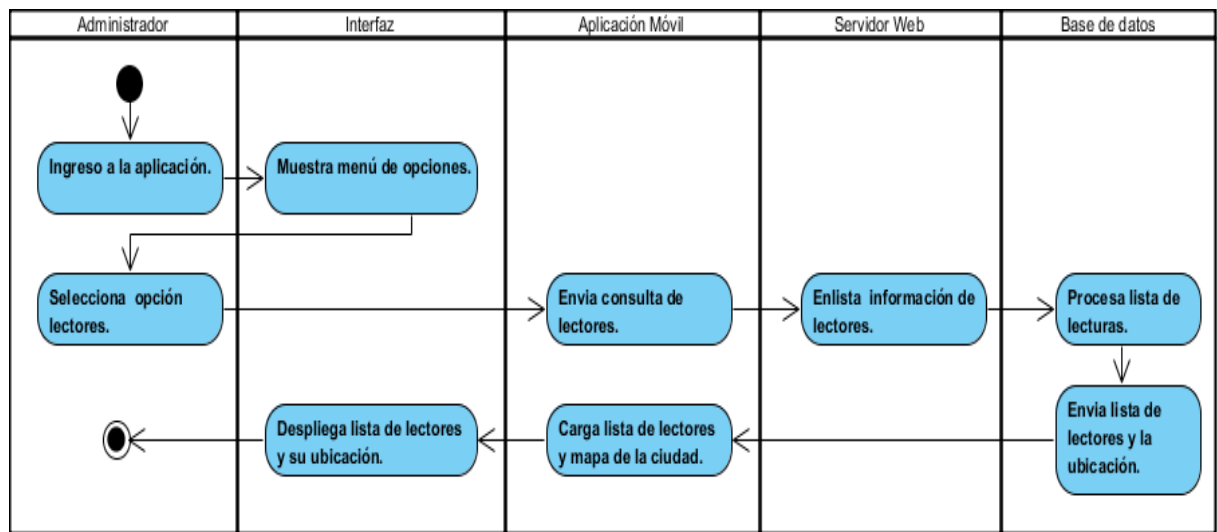 Administrador
Interfaz
Aplicación Móvil
Servidor Web
Base de datos
Ingreso a la aplicación.
Muestra menú de opciones.
Selecciona opción
lectores.
Envia consulta de
lectores.
Enlista información de
lectores.
Procesa lista de
lecturas.
Envia lista de
lectores y la
ubicación.
Carga lista de lectores
y mapa de la ciudad.
Despliega lista de lectores
y su ubicación.